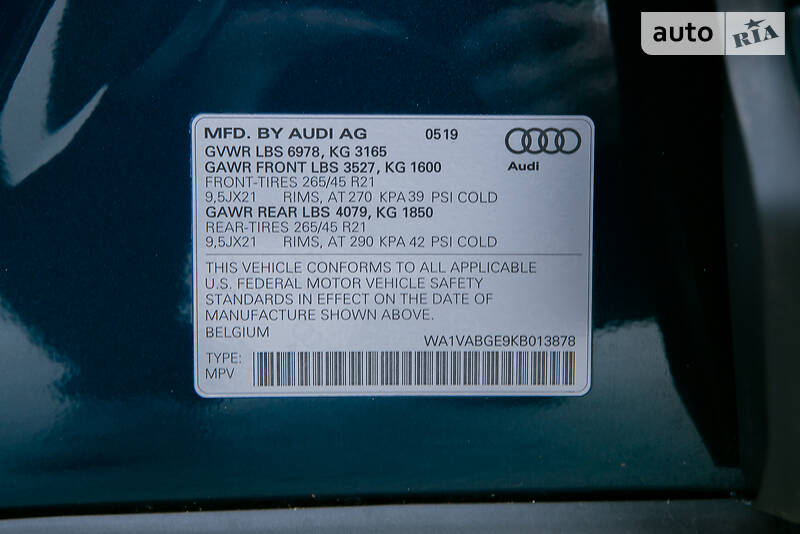 auto RIA
MFD. BY AUDI AG 0519
GVWR LBS 6978, KG 3165
GAWR FRONT LBS 3527, KG 1600
Audi
FRONT-TIRES 265/45 R21
9,5JX21 RIMS, AT 270 KPA 39 PSI COLD
GAWR REAR LBS 4079, KG 1850
REAR-TIRES 265/45 R21
9,5JX21 RIMS, AT 290 KPA 42 PSI COLD
THIS VEHICLE CONFORMS TO ALL APPLICABLE
U.S. FEDERAL MOTOR VEHICLE SAFETY
STANDARDS IN EFFECT ON THE DATE OF
MANUFACTURE SHOWN ABOVE.
BELGIUM
WA1VABGE9KB013878
TYPE:
MPV